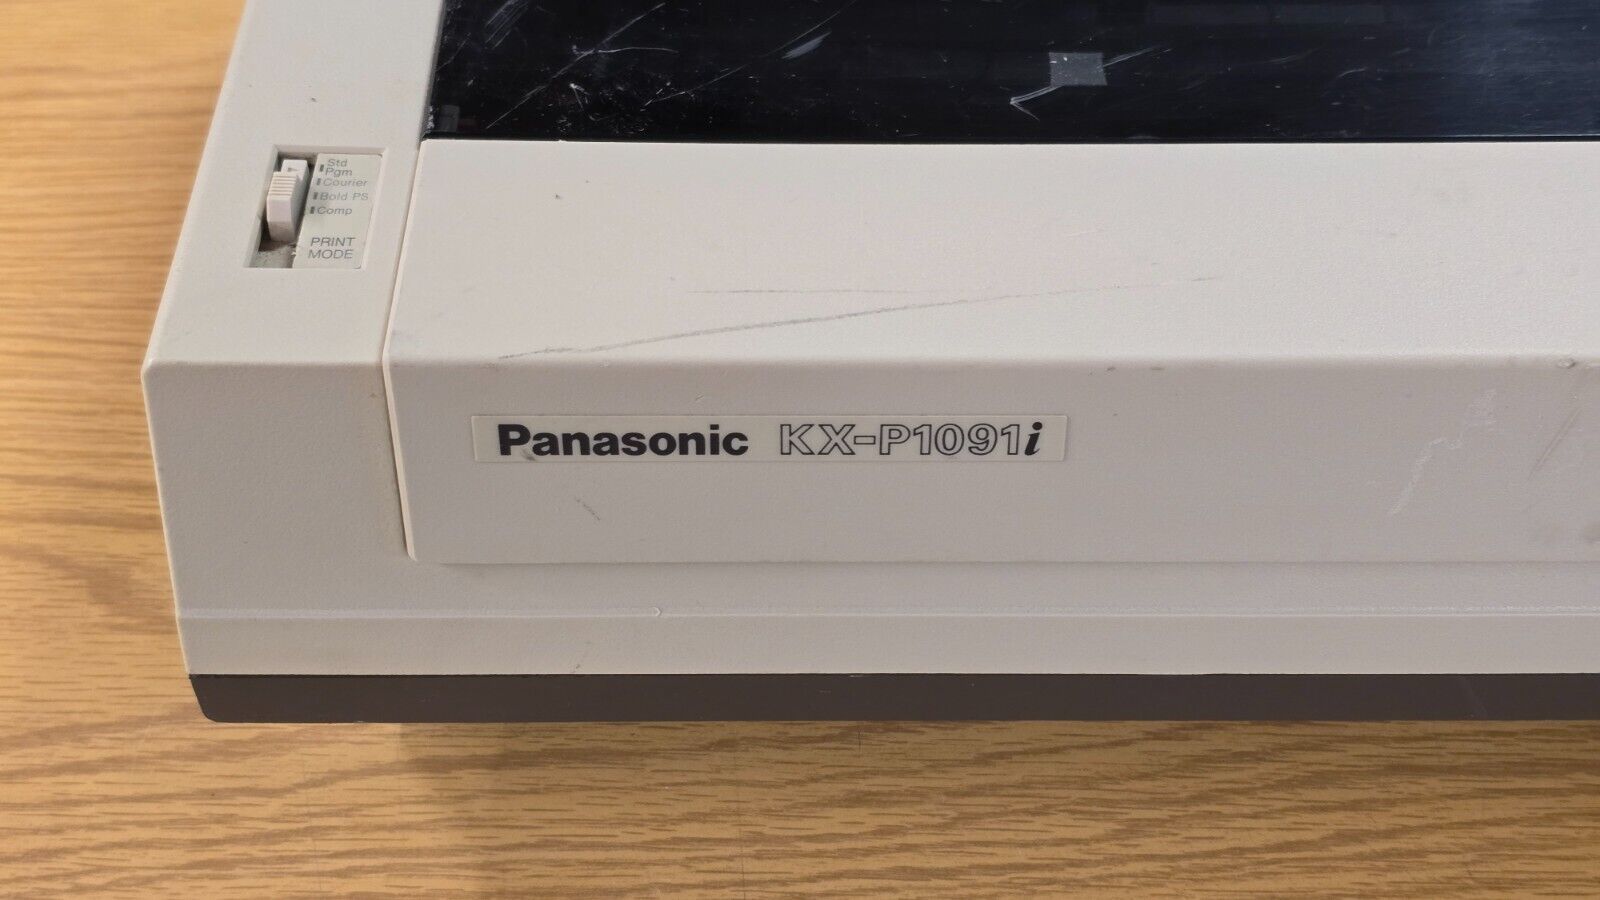 Std
Pgm
Courier
Bold PS
Comp
PRINT
MODE
Panasonic KX-P1091i